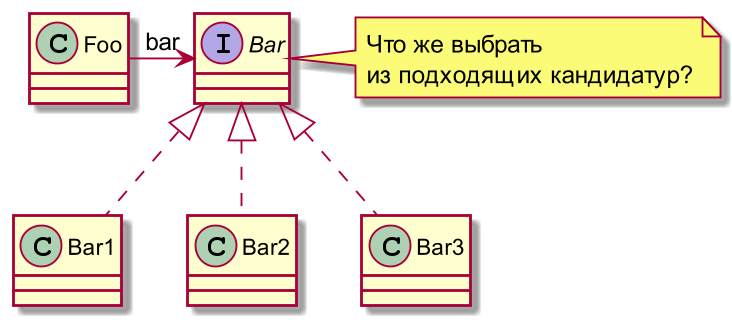 C Foo
bar
I Bar
Что же выбрать
из подходящих кандидатур?
C Bar1
C Bar2
C Bar3